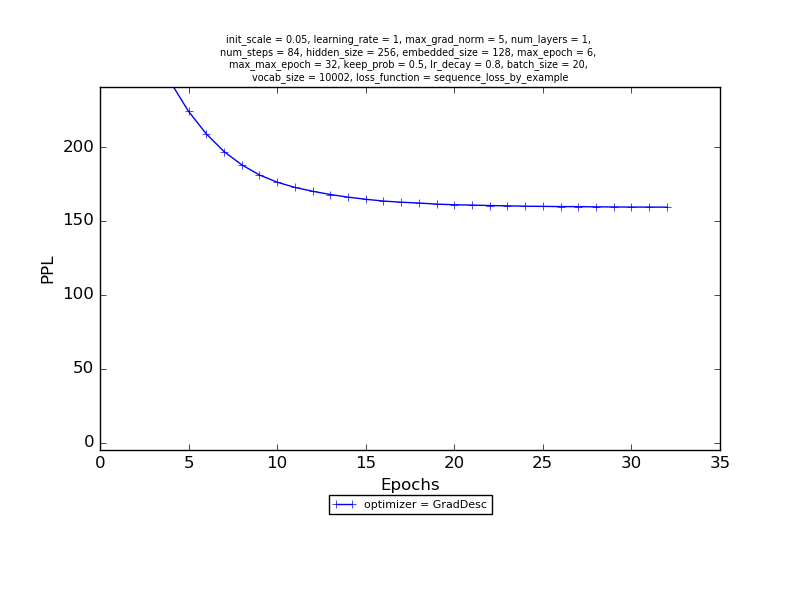 init_scale = 0.05, learning_rate = 1, max_grad_norm = 5, num_layers = 1,
num_steps = 84, hidden_size = 256, embedded_size = 128, max_epoch = 6,
max_max_epoch = 32, keep_prob = 0.5, lr_decay = 0.8, batch_size = 20,
vocab_size = 10002, loss_function = sequence_loss_by_example
200
150
100
50
0
PPL
0 5 10 15 20 25 30 35
Epochs
optimizer = GradDesc